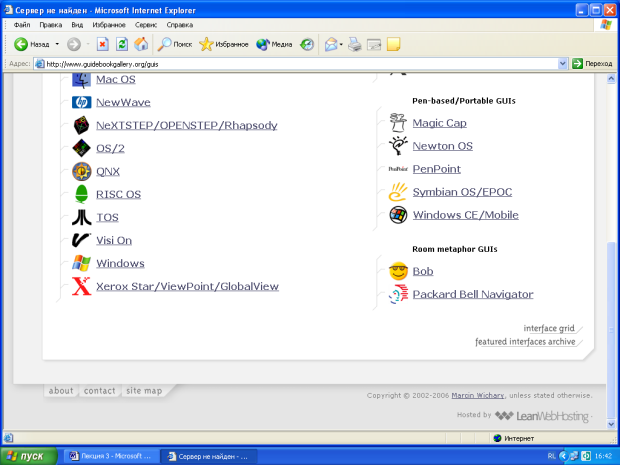 Сервер не найден - Microsoft Internet Explorer
Файл Правка Вид Избранное Сервис Справка
Назад Поиск Избранное Медиа
Адрес: http://www.guidebookgallery.org/guis Переход
Mac OS
NewWave
NeXTSTEP/OPENSTEP/Rhapsody
OS/2
QNX
RISC OS
TOS
Visi On
Windows
Xerox Star/ViewPoint/GlobalView
Pen-based/Portable GUIs
Magic Cap
Newton OS
PenPoint PenPoint
Symbian OS/EPOC
Windows CE/Mobile
Room metaphor GUIs
Bob
Packard Bell Navigator
interface grid
featured interfaces archive
about contact site map
Copyright © 2002-2006 Marcin Wichary, unless stated otherwise.
Hosted by LeanWebHosting
Интернет
пуск Лекция 3 - Microsoft ... Сервер не найден - ... RL 16:42